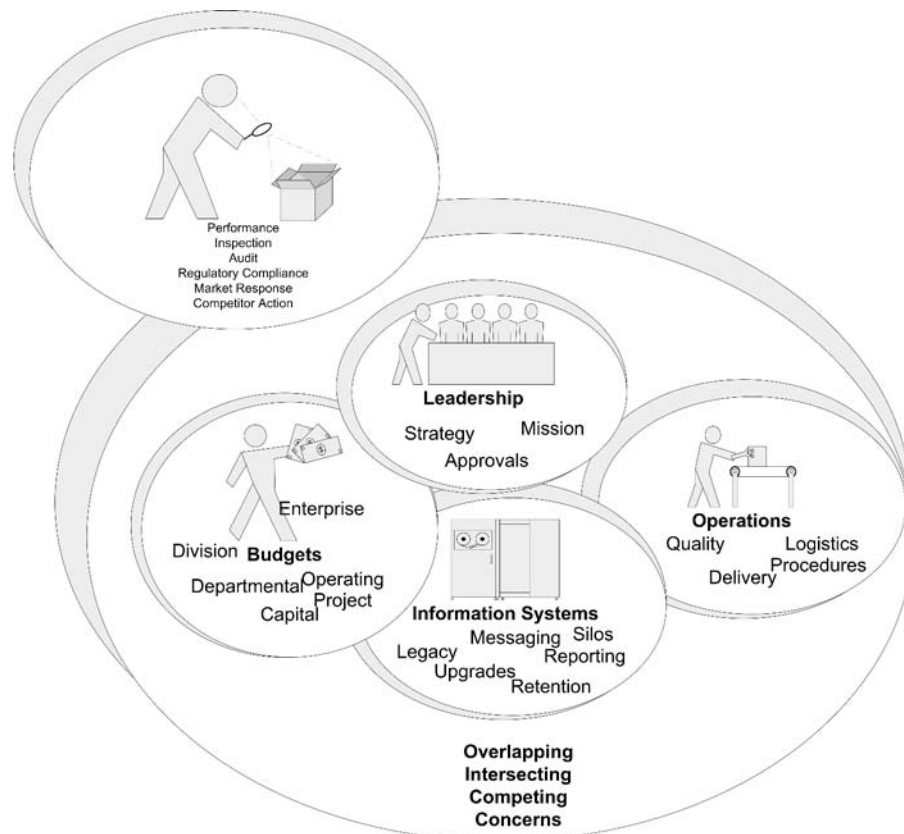 Performance
Inspection
Audit
Regulatory Compliance
Market Response
Competitor Action
Leadership
Strategy
Mission
Approvals
Enterprise
Division
Budgets
Departmental
Operating
Project
Capital
Operations
Quality
Logistics
Procedures
Delivery
Information Systems
Messaging
Silos
Legacy
Reporting
Upgrades
Retention
Overlapping
Intersecting
Competing
Concerns